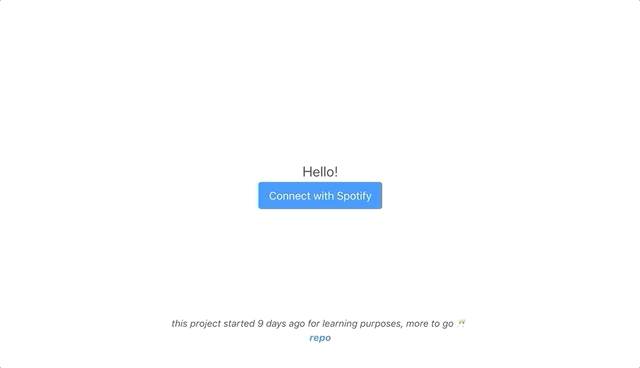 Hello!
Connect with Spotify
this project started 9 days ago for learning purposes, more to go
repo